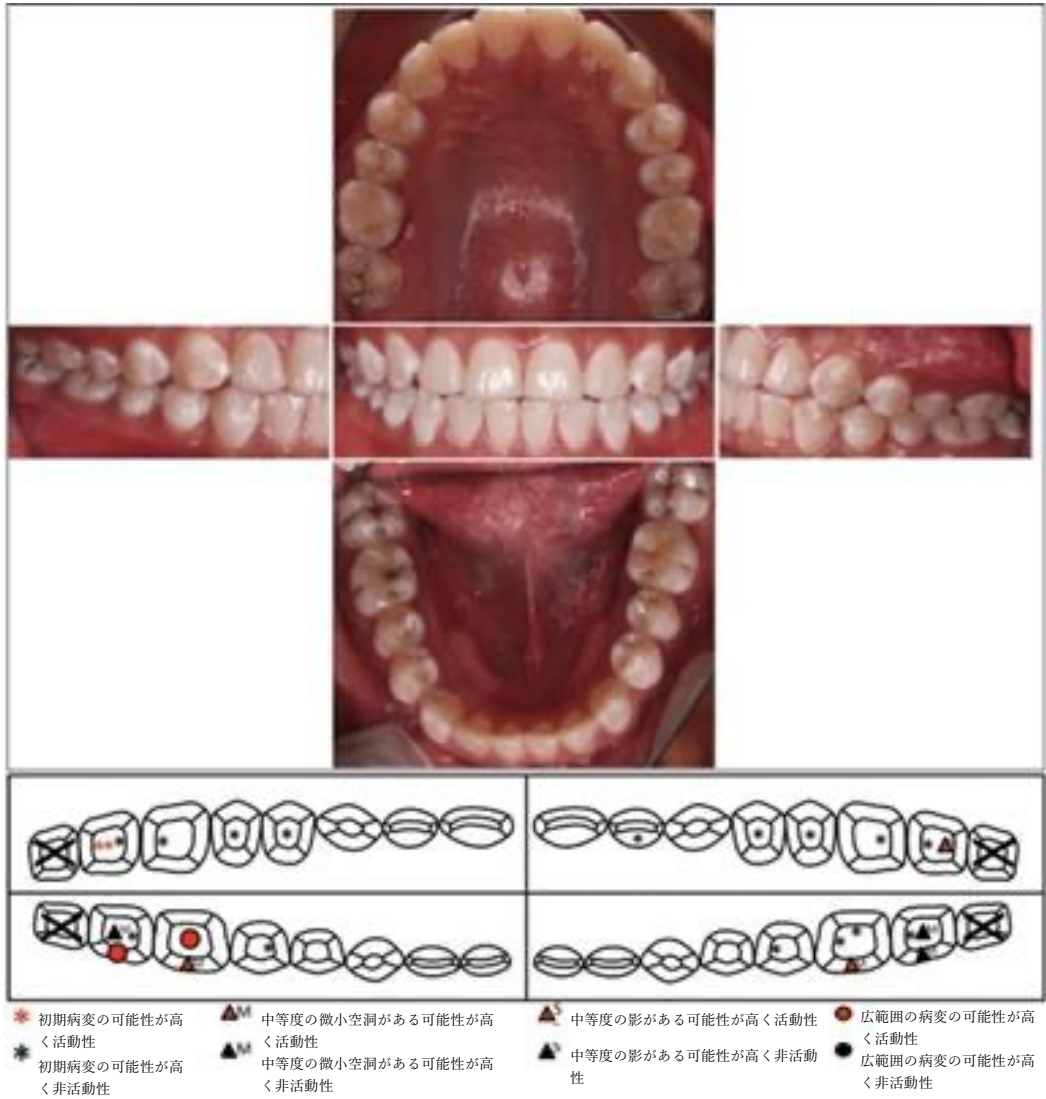 初期病変の可能性が高
く活動性
初期病変の可能性が高
く非活動性
M 中等度の微小空洞がある可能性が高
く活動性
M 中等度の微小空洞がある可能性が高
く非活動性
S 中等度の影がある可能性が高く活動性
中等度の影がある可能性が高く非活動
性
広範囲の病変の可能性が高
く活動性
広範囲の病変の可能性が高
く非活動性